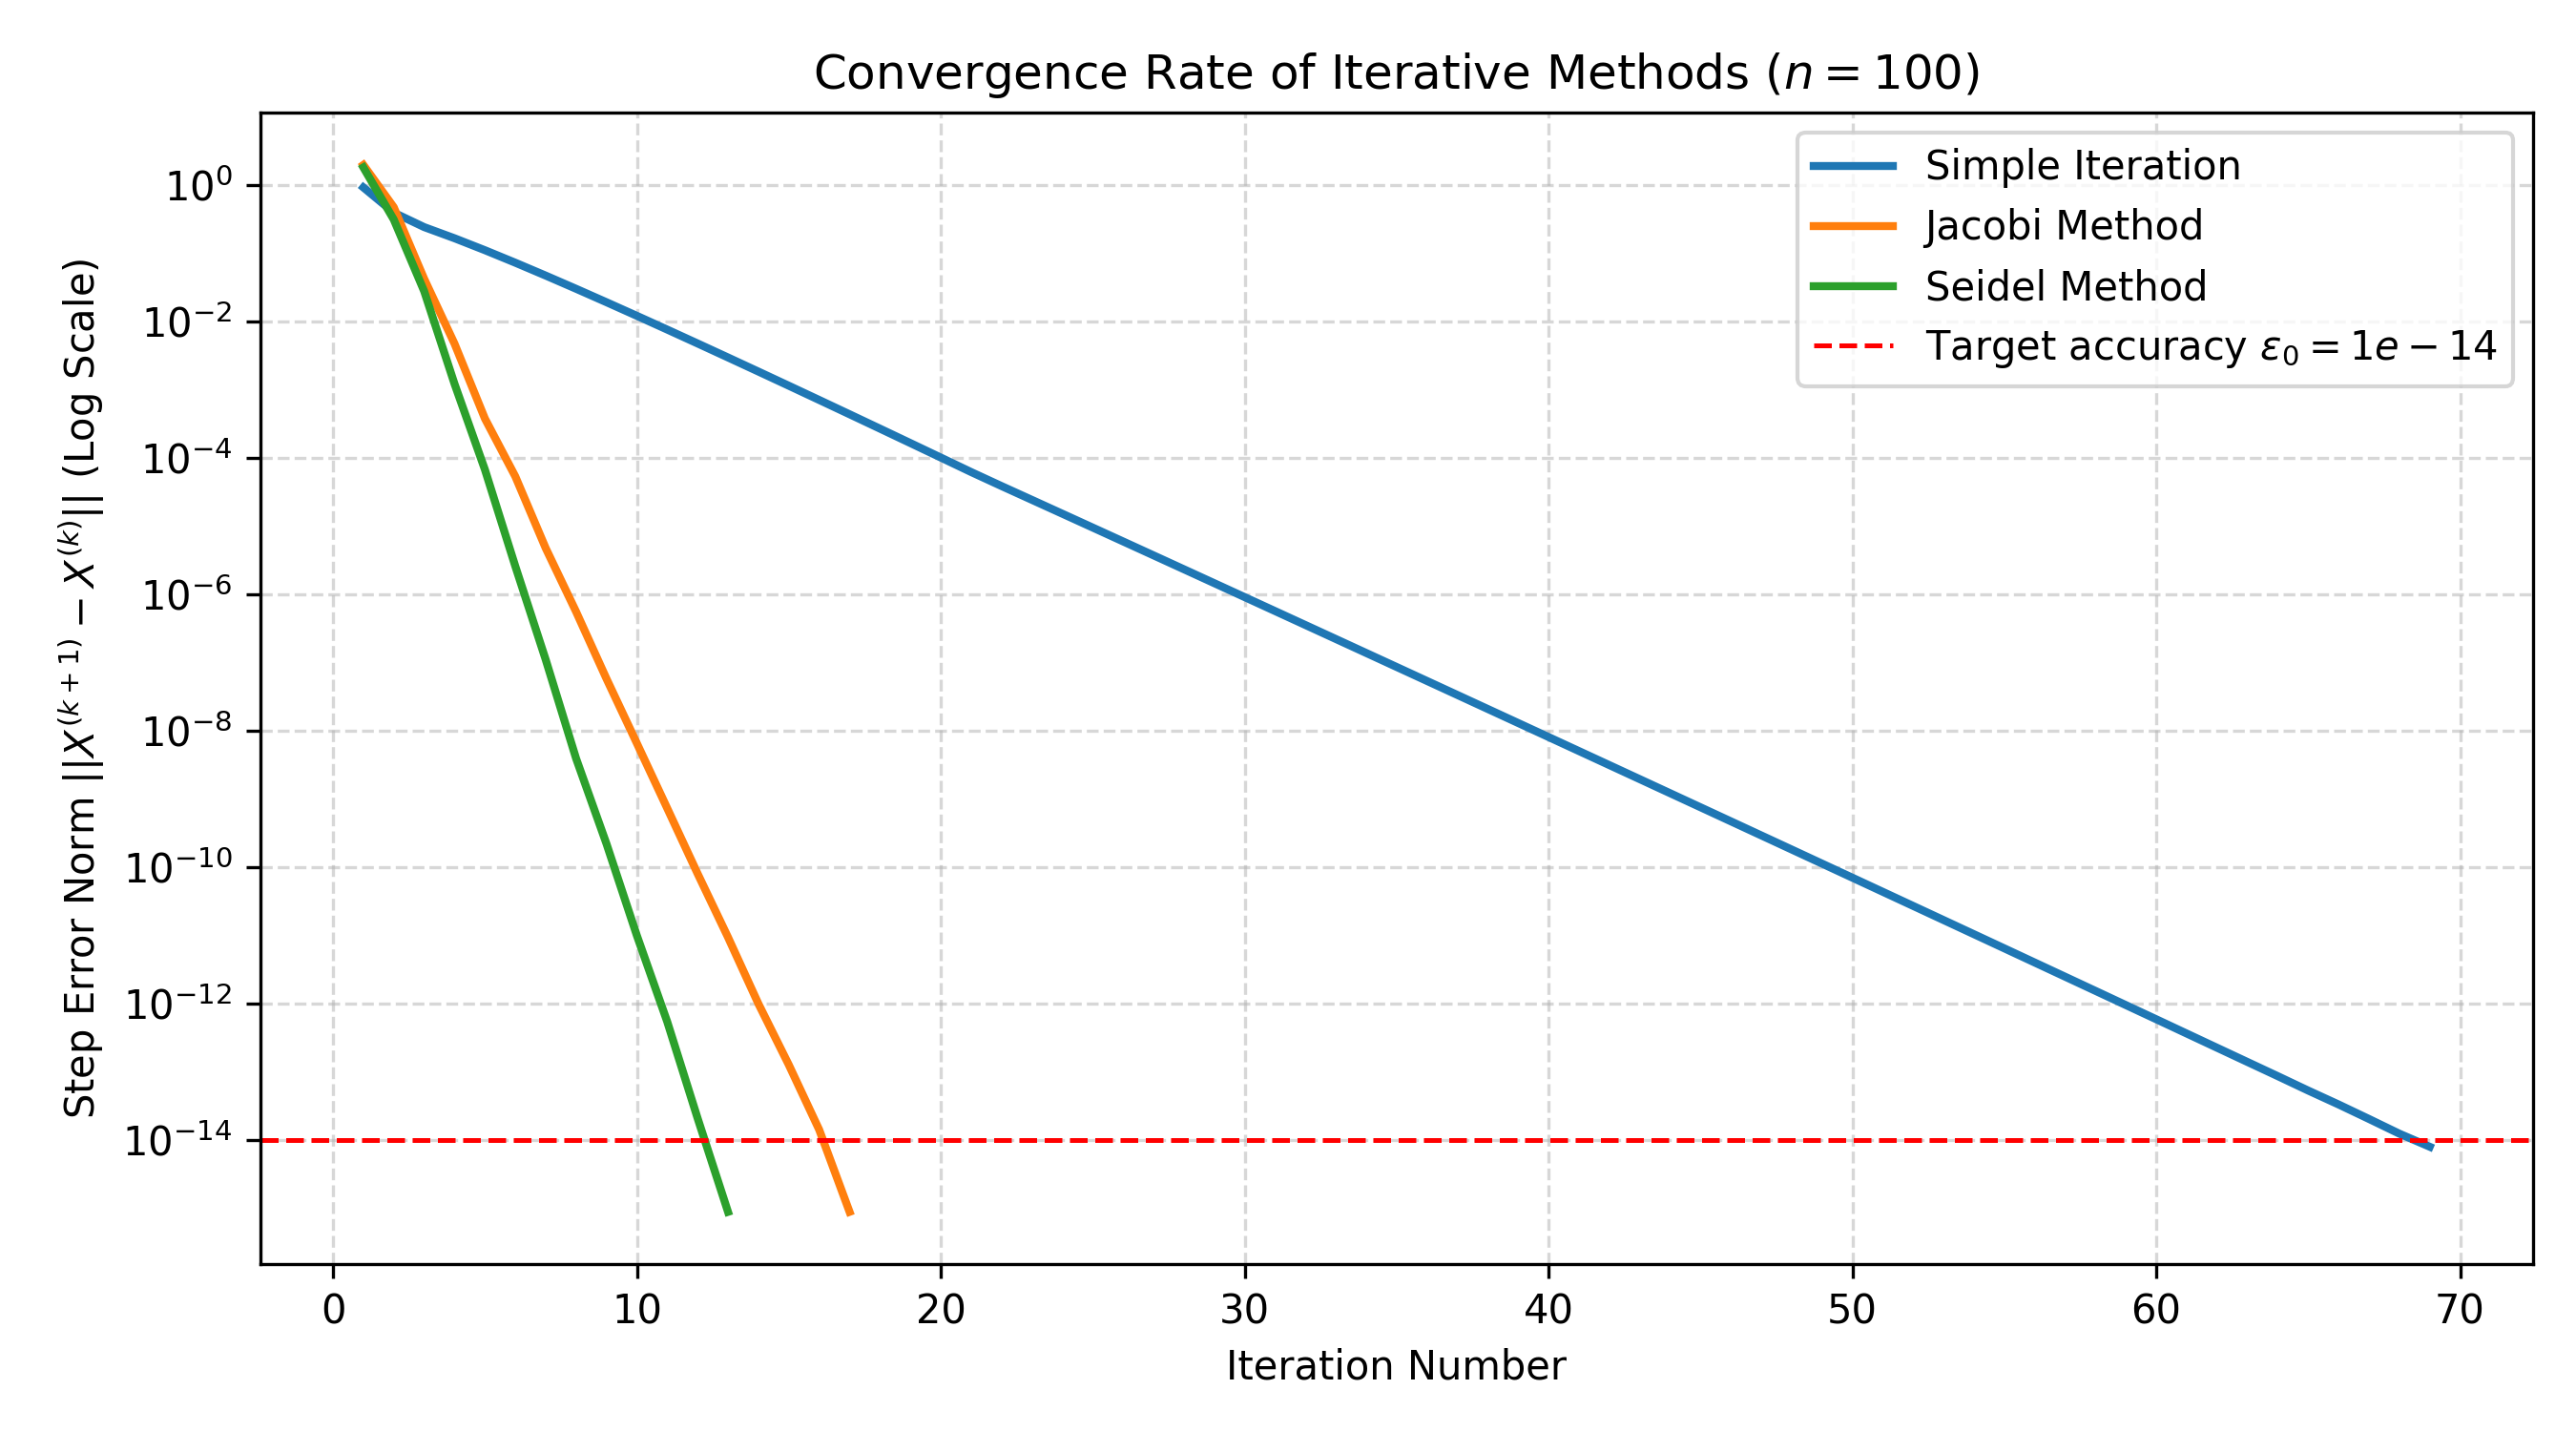 Convergence Rate of Iterative Methods (n = 100)
Simple Iteration
Jacobi Method
Seidel Method
Target accuracy ε₀ = 1e − 14
Step Error Norm ||X⁽ᵏ⁺¹⁾ − X⁽ᵏ⁾|| (Log Scale)
10⁰
10⁻²
10⁻⁴
10⁻⁶
10⁻⁸
10⁻¹⁰
10⁻¹²
10⁻¹⁴
0 10 20 30 40 50 60 70
Iteration Number